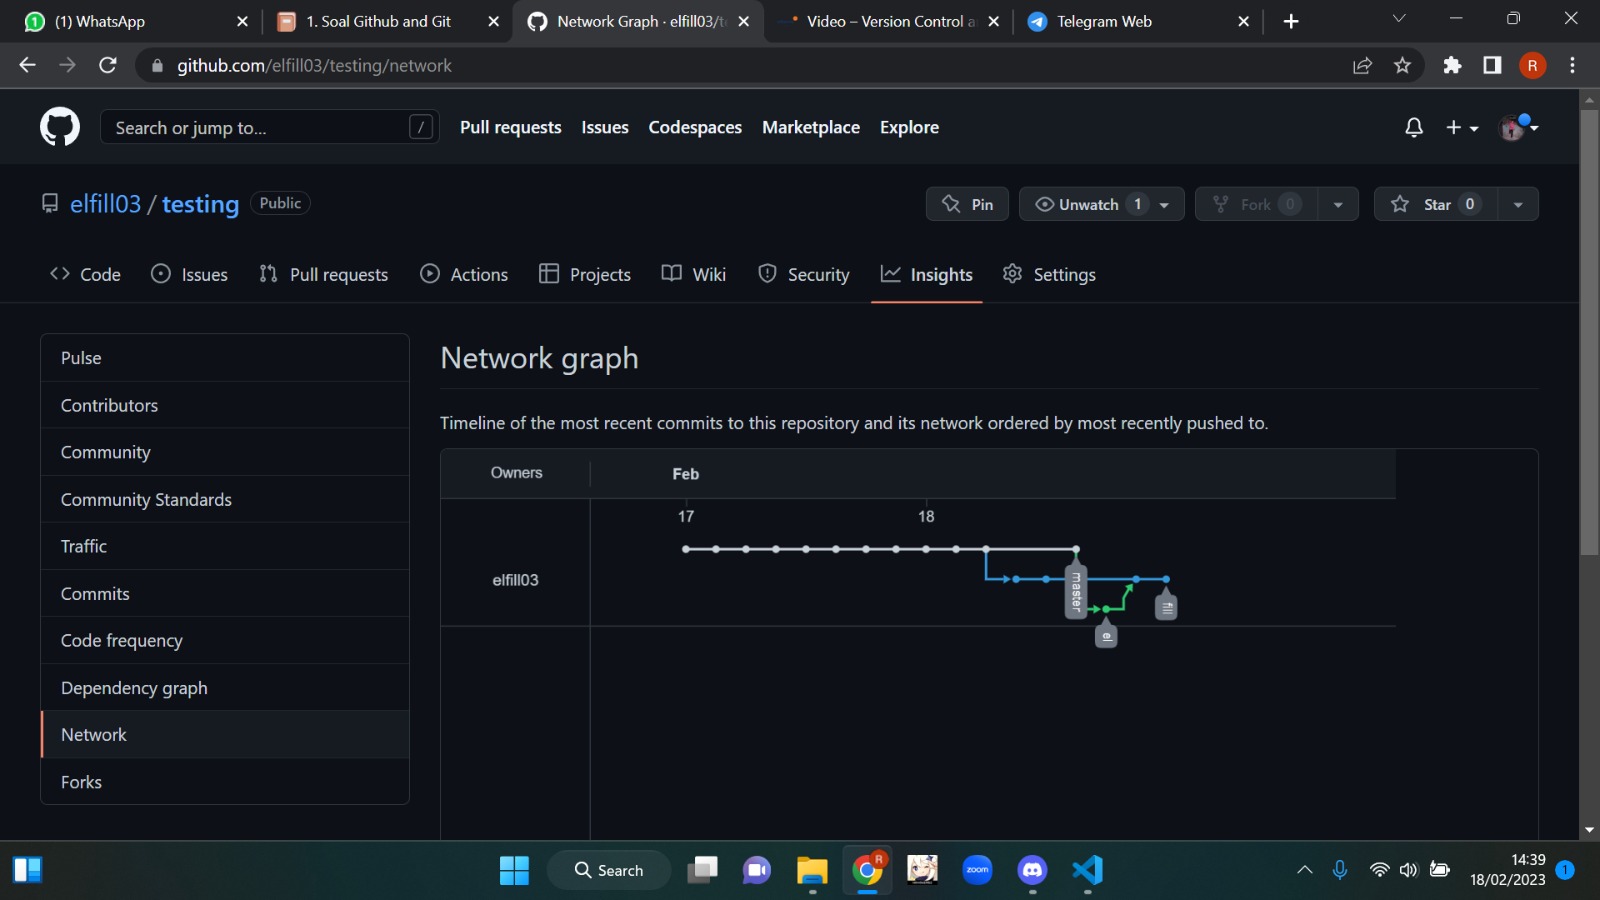 (1) WhatsApp
1. Soal Github and Git
Network Graph · elfill03/t
Video – Version Control a
Telegram Web
github.com/elfill03/testing/network
R
Search or jump to...
/
Pull requests
Issues
Codespaces
Marketplace
Explore
elfill03 / testing
Public
Pin
Unwatch 1
Fork 0
Star 0
Code
Issues
Pull requests
Actions
Projects
Wiki
Security
Insights
Settings
Pulse
Contributors
Community
Community Standards
Traffic
Commits
Code frequency
Dependency graph
Network
Forks
Network graph
Timeline of the most recent commits to this repository and its network ordered by most recently pushed to.
Owners
Feb
17
18
elfill03
master
el
fill
Search
R
zoom
14:39
18/02/2023
1